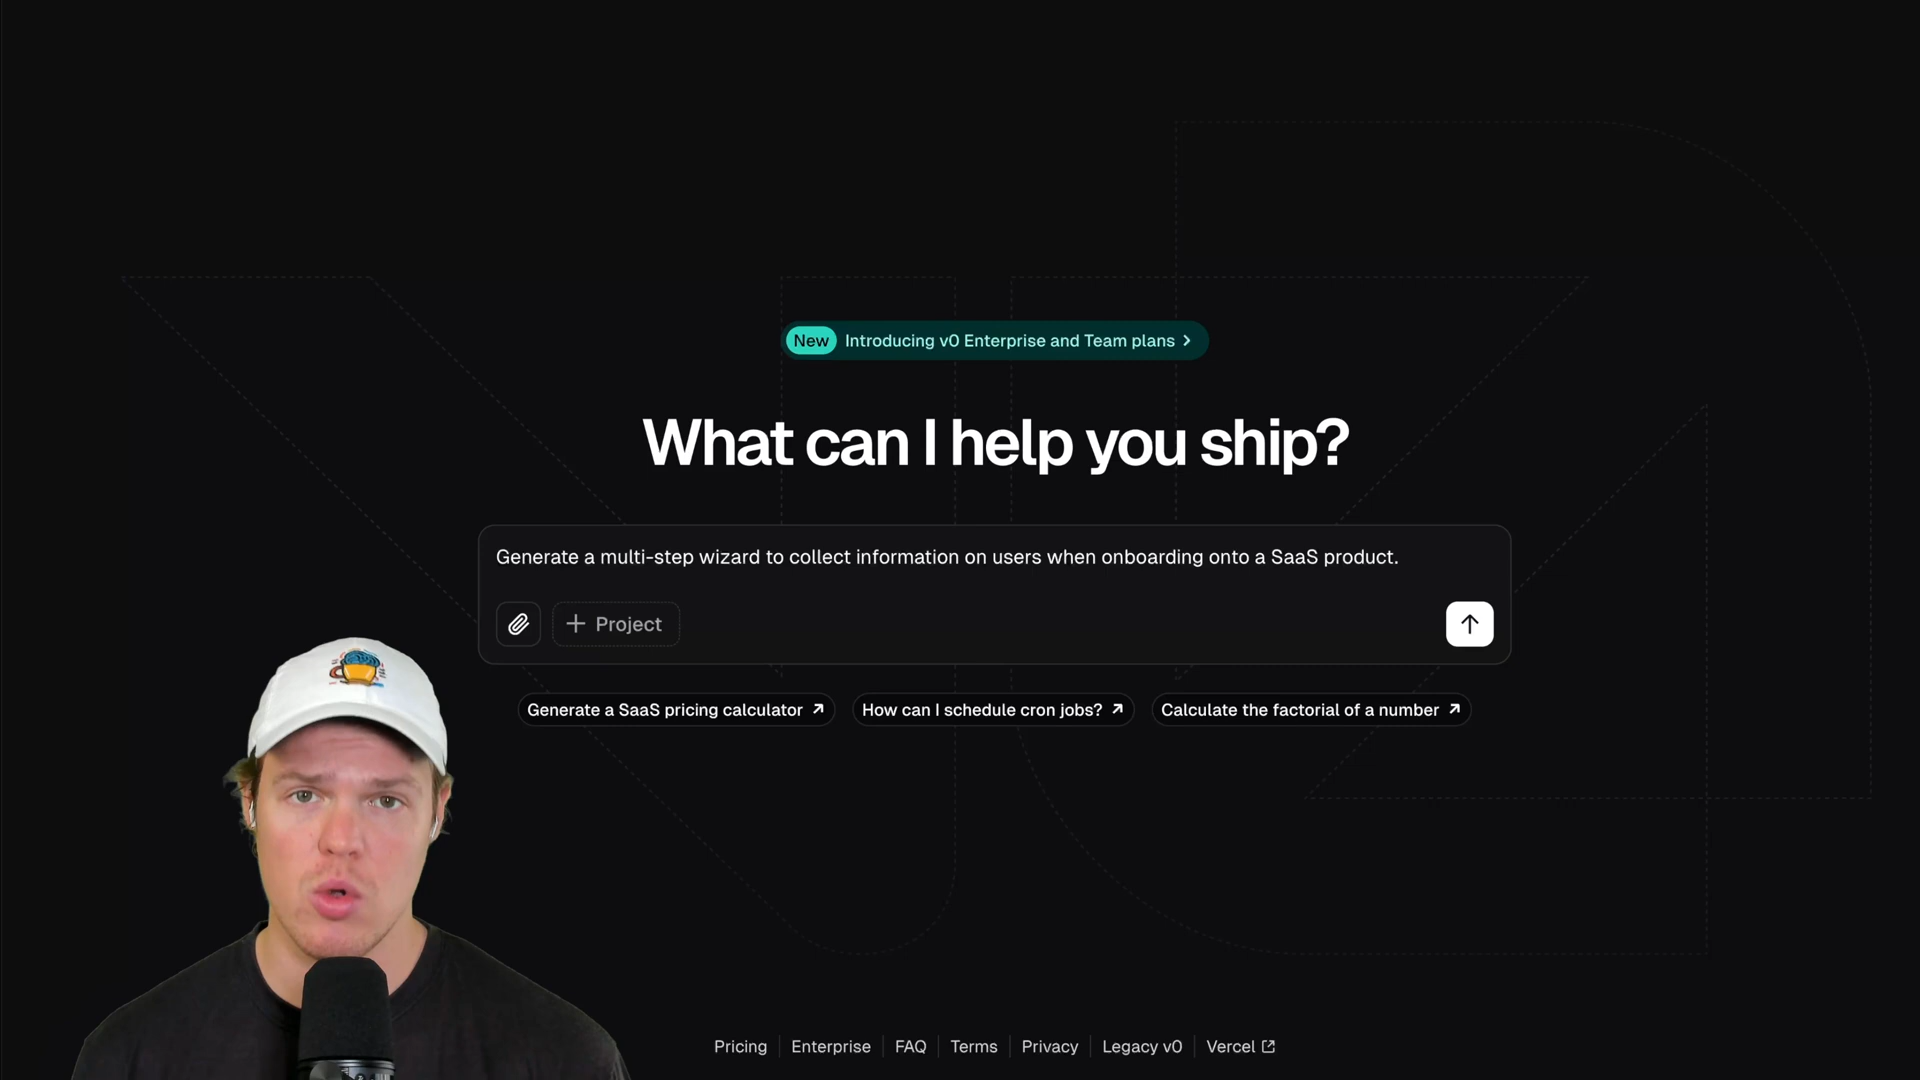 New Introducing v0 Enterprise and Team plans
What can I help you ship?
Generate a multi-step wizard to collect information on users when onboarding onto a SaaS product.
Project
Generate a SaaS pricing calculator
How can I schedule cron jobs?
Calculate the factorial of a number
Pricing
Enterprise
FAQ
Terms
Privacy
Legacy v0
Vercel